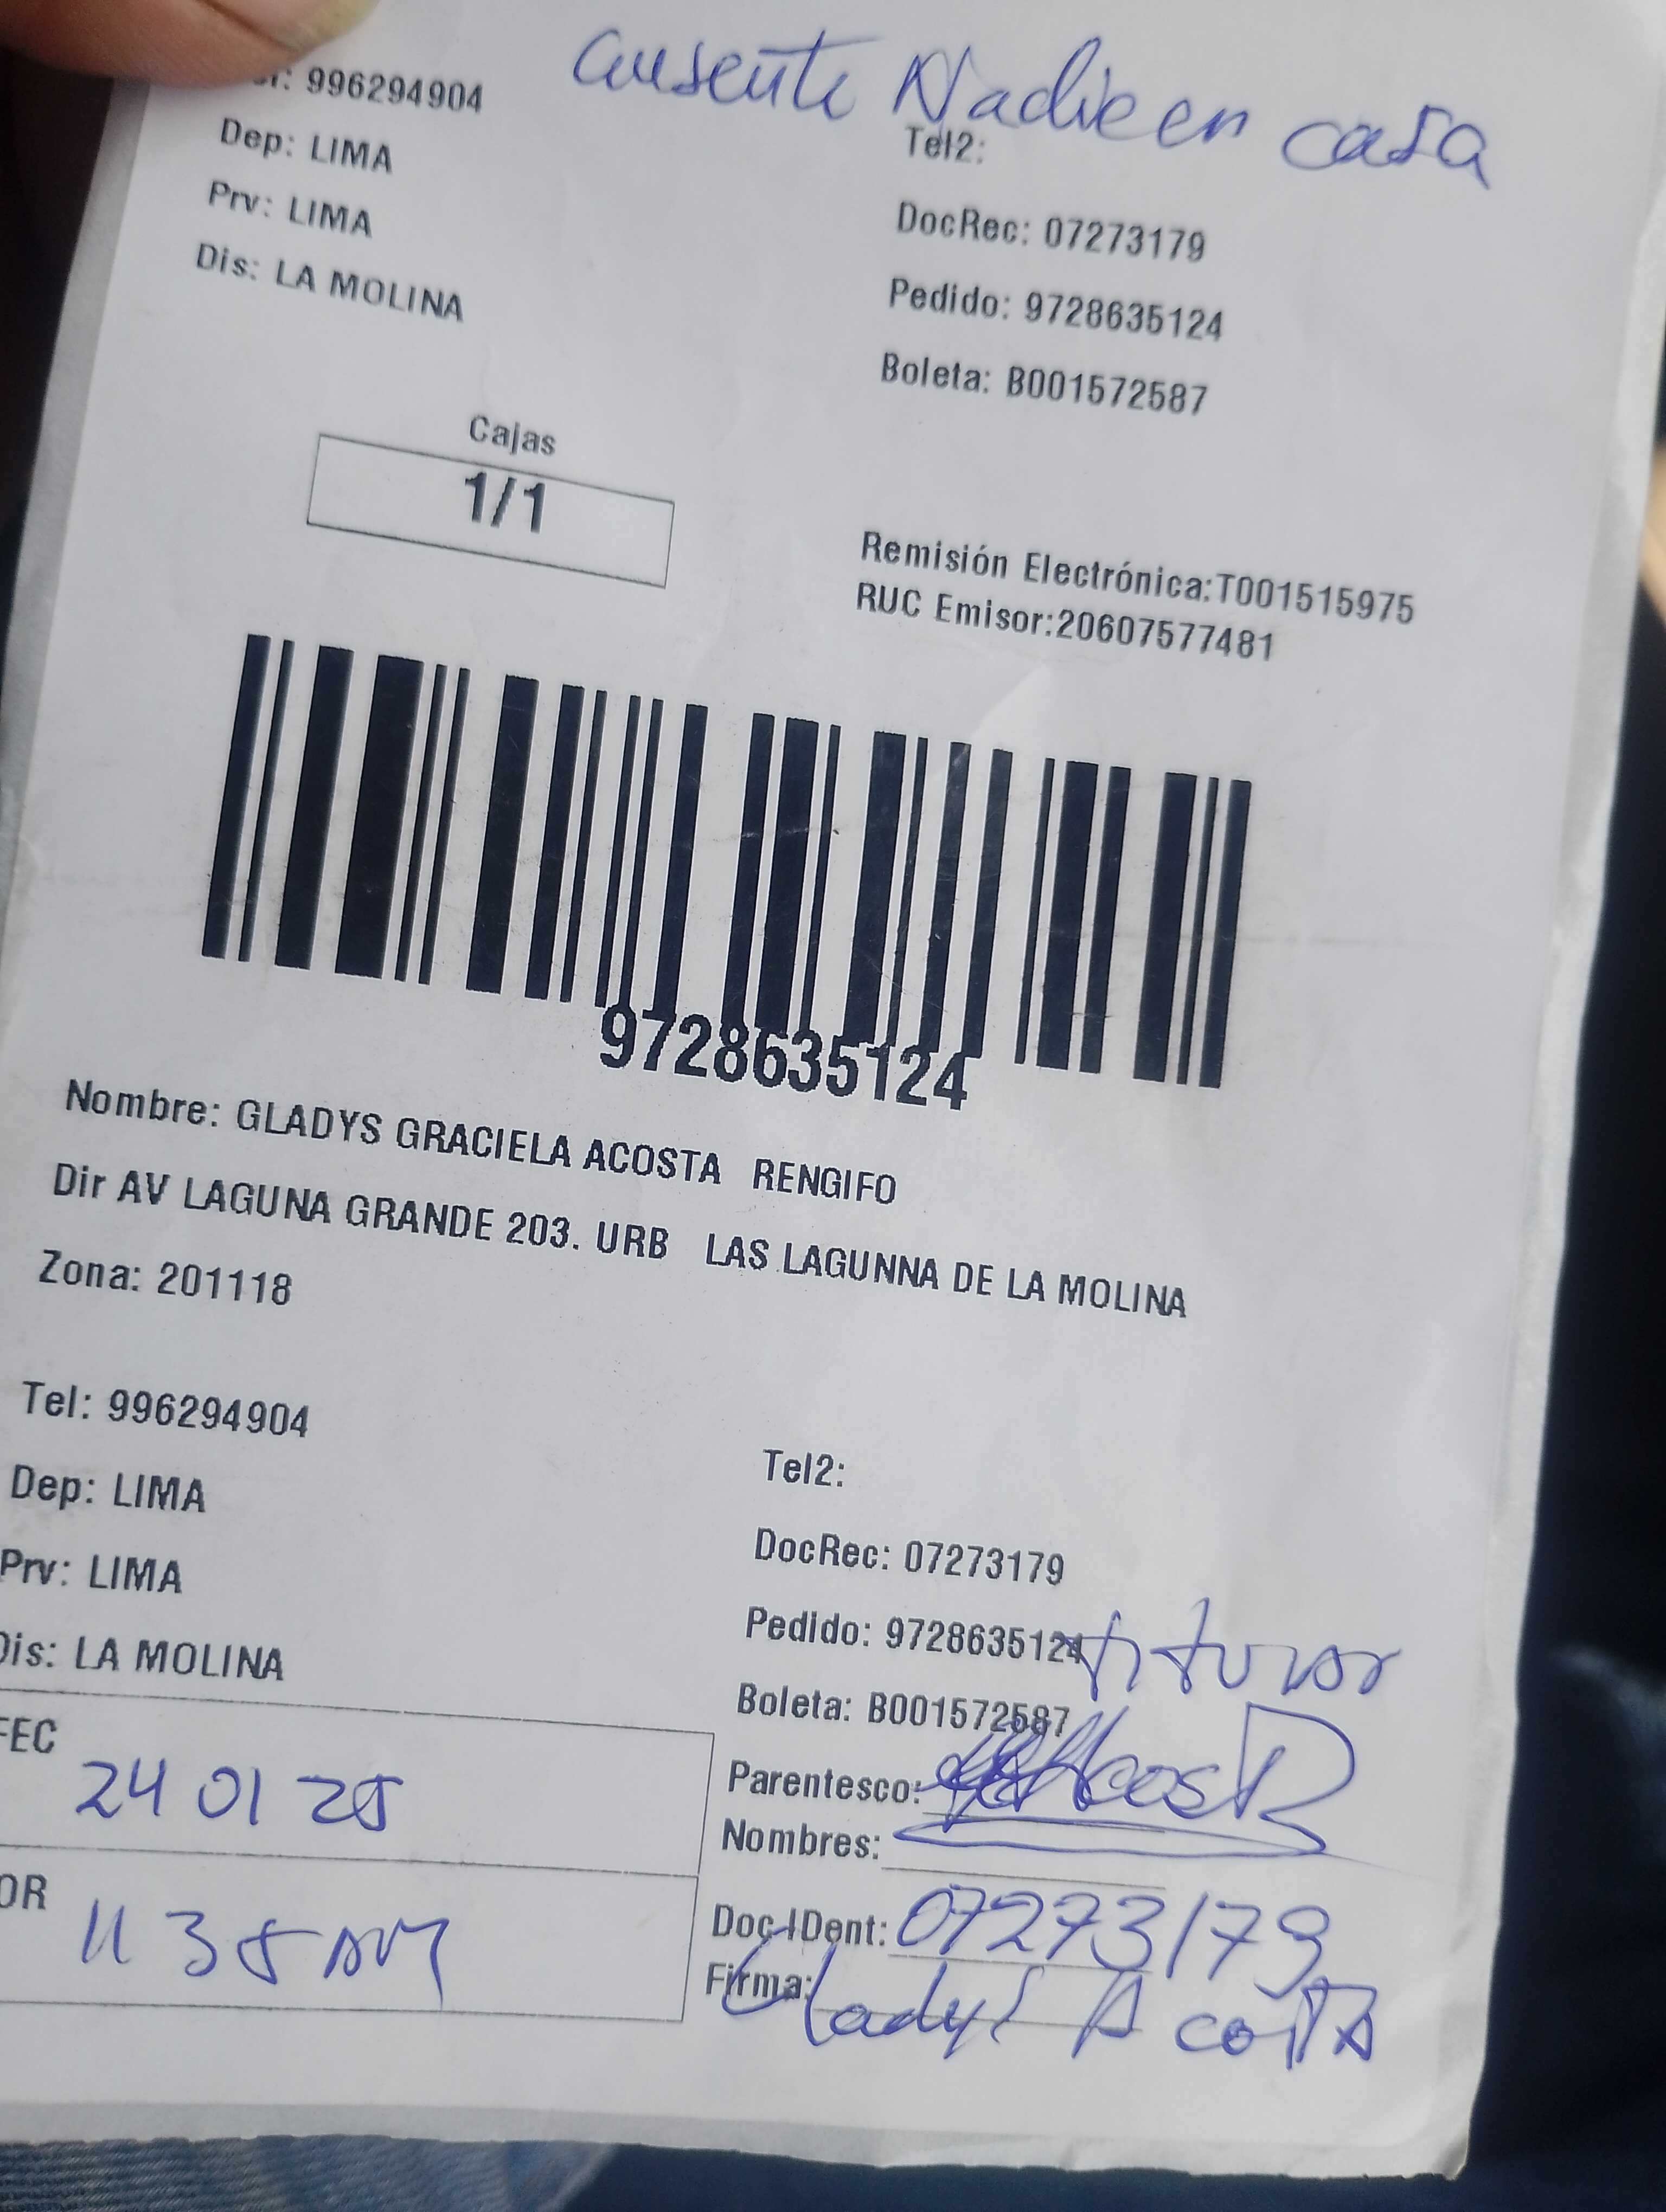 ausente Nadie en casa
: 996294904
Tel2:
Dep: LIMA
DocRec: 07273179
Prv: LIMA
Pedido: 9728635124
Dis: LA MOLINA
Boleta: B001572587
Cajas
1/1
Remisión Electrónica:T001515975
RUC Emisor:20607577481
9728635124
Nombre: GLADYS GRACIELA ACOSTA RENGIFO
Dir AV LAGUNA GRANDE 203. URB LAS LAGUNNA DE LA MOLINA
Zona: 201118
Tel: 996294904
Tel2:
Dep: LIMA
DocRec: 07273179
Prv: LIMA
Pedido: 9728635124 titular
Dis: LA MOLINA
Boleta: B001572587
FEC 24 01 25
Parentesco:
Nombres:
OR 11 35 AM
Doc IDent: 07273179
Firma: Gladys Acosta